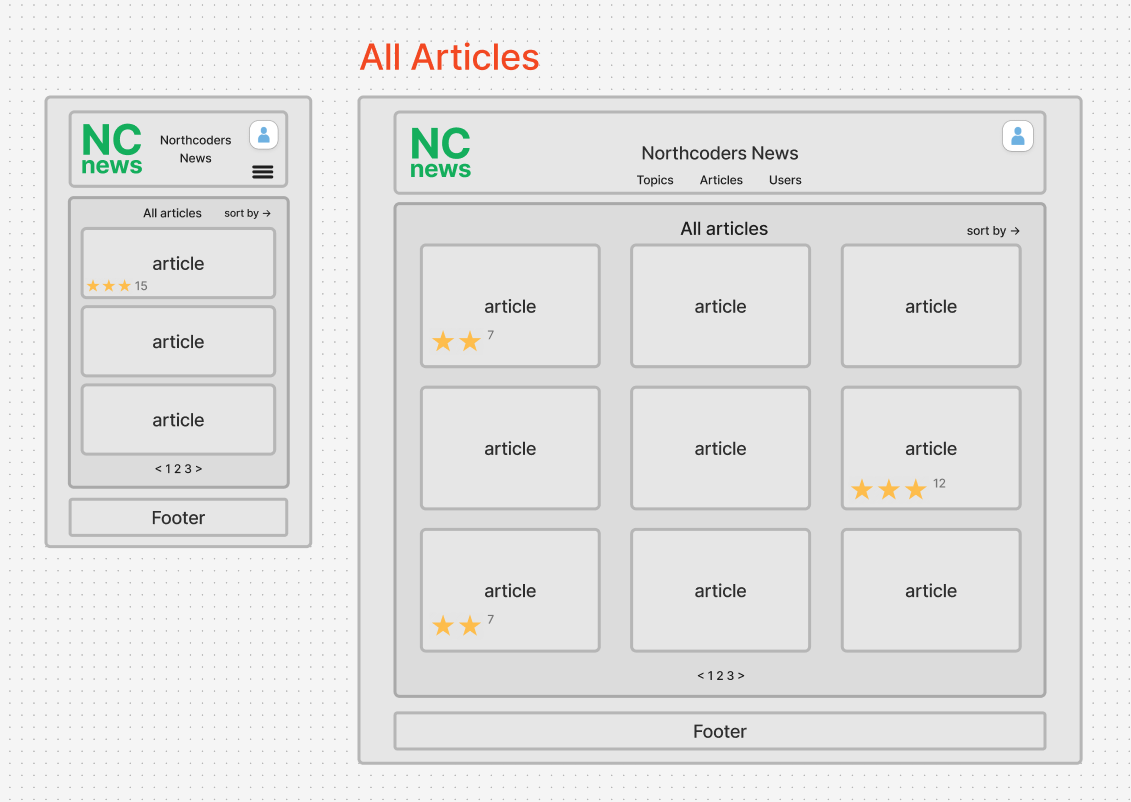 All Articles
NC
news
Northcoders
News
All articles
sort by →
article
15
article
article
< 1 2 3 >
Footer
NC
news
Northcoders News
Topics Articles Users
All articles
sort by →
article
7
article
article
article
article
article
12
article
7
article
article
< 1 2 3 >
Footer